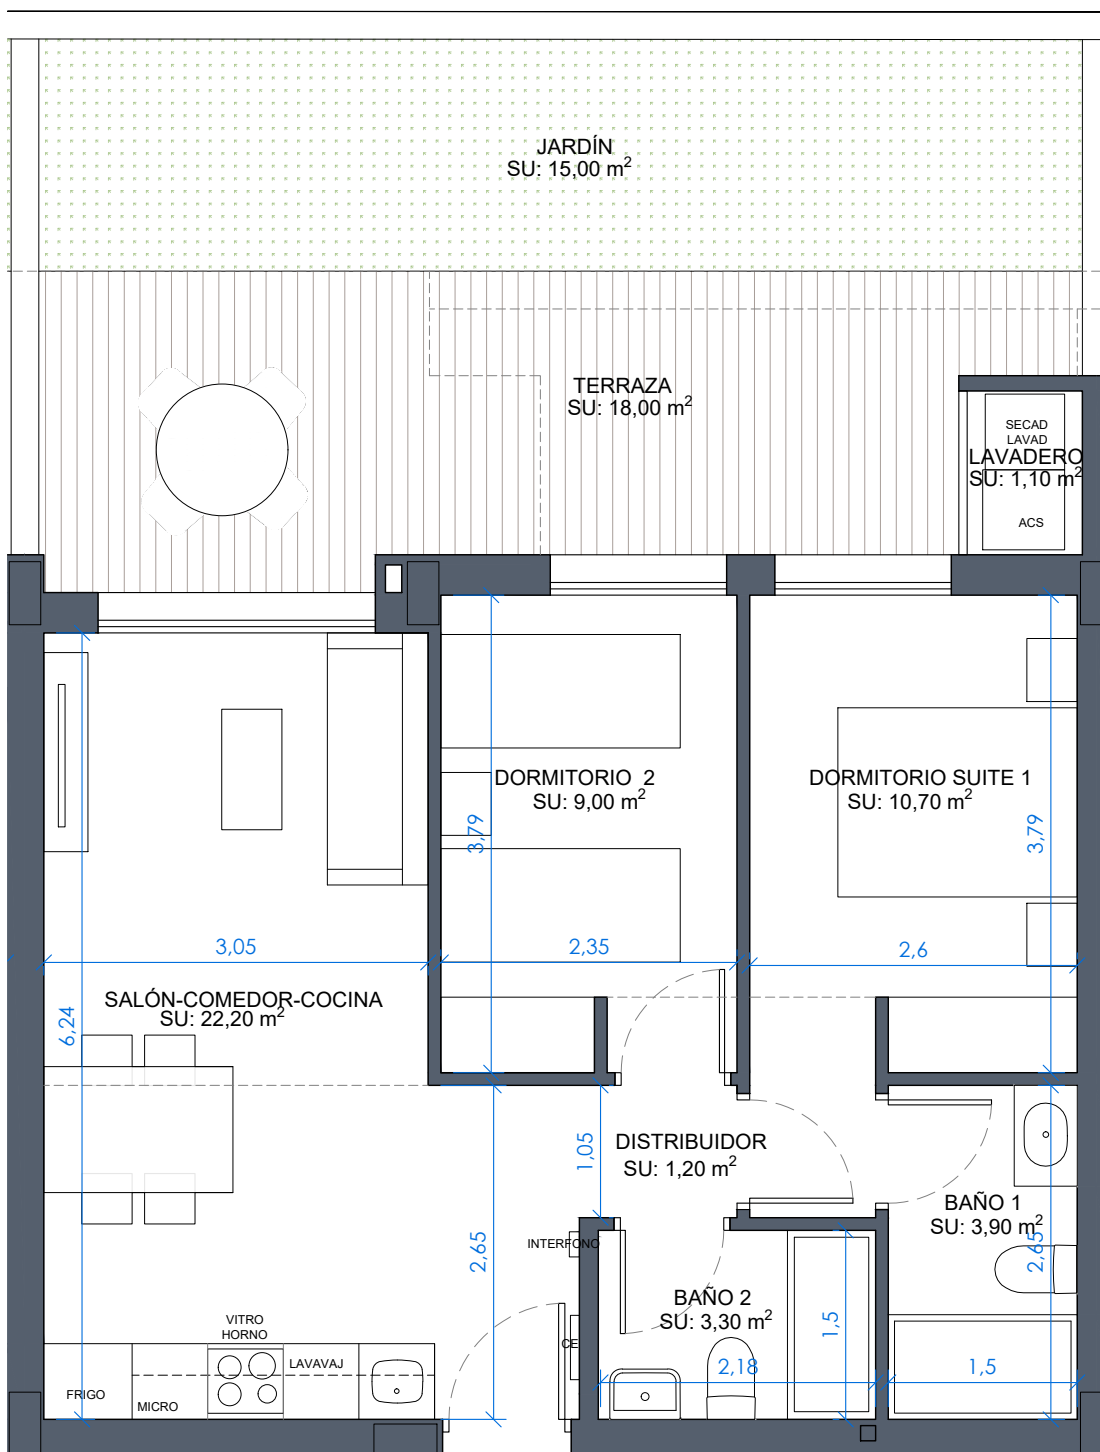 JARDÍN
SU: 15,00 m²
TERRAZA
SU: 18,00 m²
SECAD
LAVAD
LAVADERO
SU: 1,10 m²
ACS
DORMITORIO 2
SU: 9,00 m²
DORMITORIO SUITE 1
SU: 10,70 m²
3,79
3,79
3,05
2,35
2,6
SALÓN-COMEDOR-COCINA
SU: 22,20 m²
6,24
1,05
DISTRIBUIDOR
SU: 1,20 m²
BAÑO 1
SU: 3,90 m²
2,65
2,65
INTERFONO
BAÑO 2
SU: 3,30 m²
1,5
VITRO
HORNO
CE
LAVAVAJ
2,18
1,5
FRIGO
MICRO